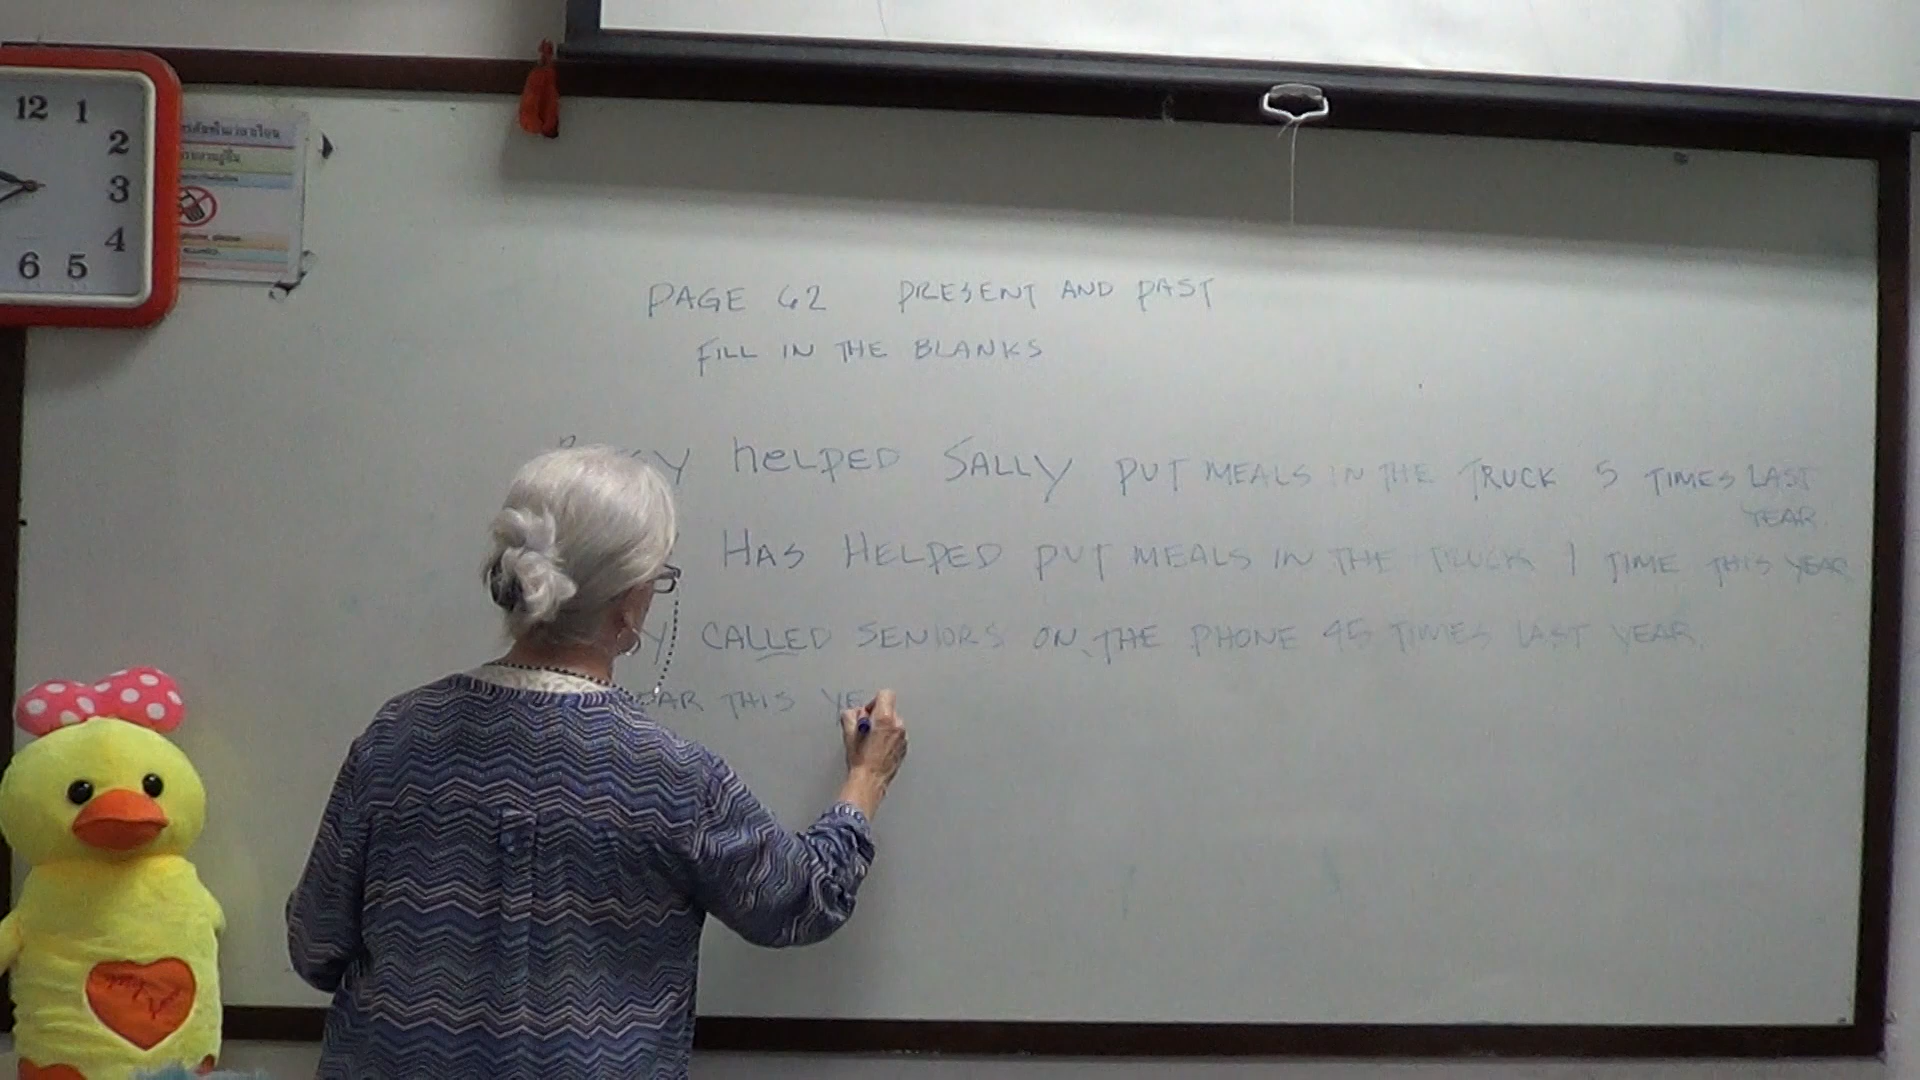 12 1
2
3
4
6 5
PAGE 62 PRESENT AND PAST
FILL IN THE BLANKS
HELPED SALLY PUT MEALS IN THE TRUCK 5 TIMES LAST
YEAR
HAS HELPED PUT MEALS IN THE TRUCK 1 TIME THIS YEAR
CALLED SENIORS ON THE PHONE 45 TIMES LAST YEAR.
THIS YE